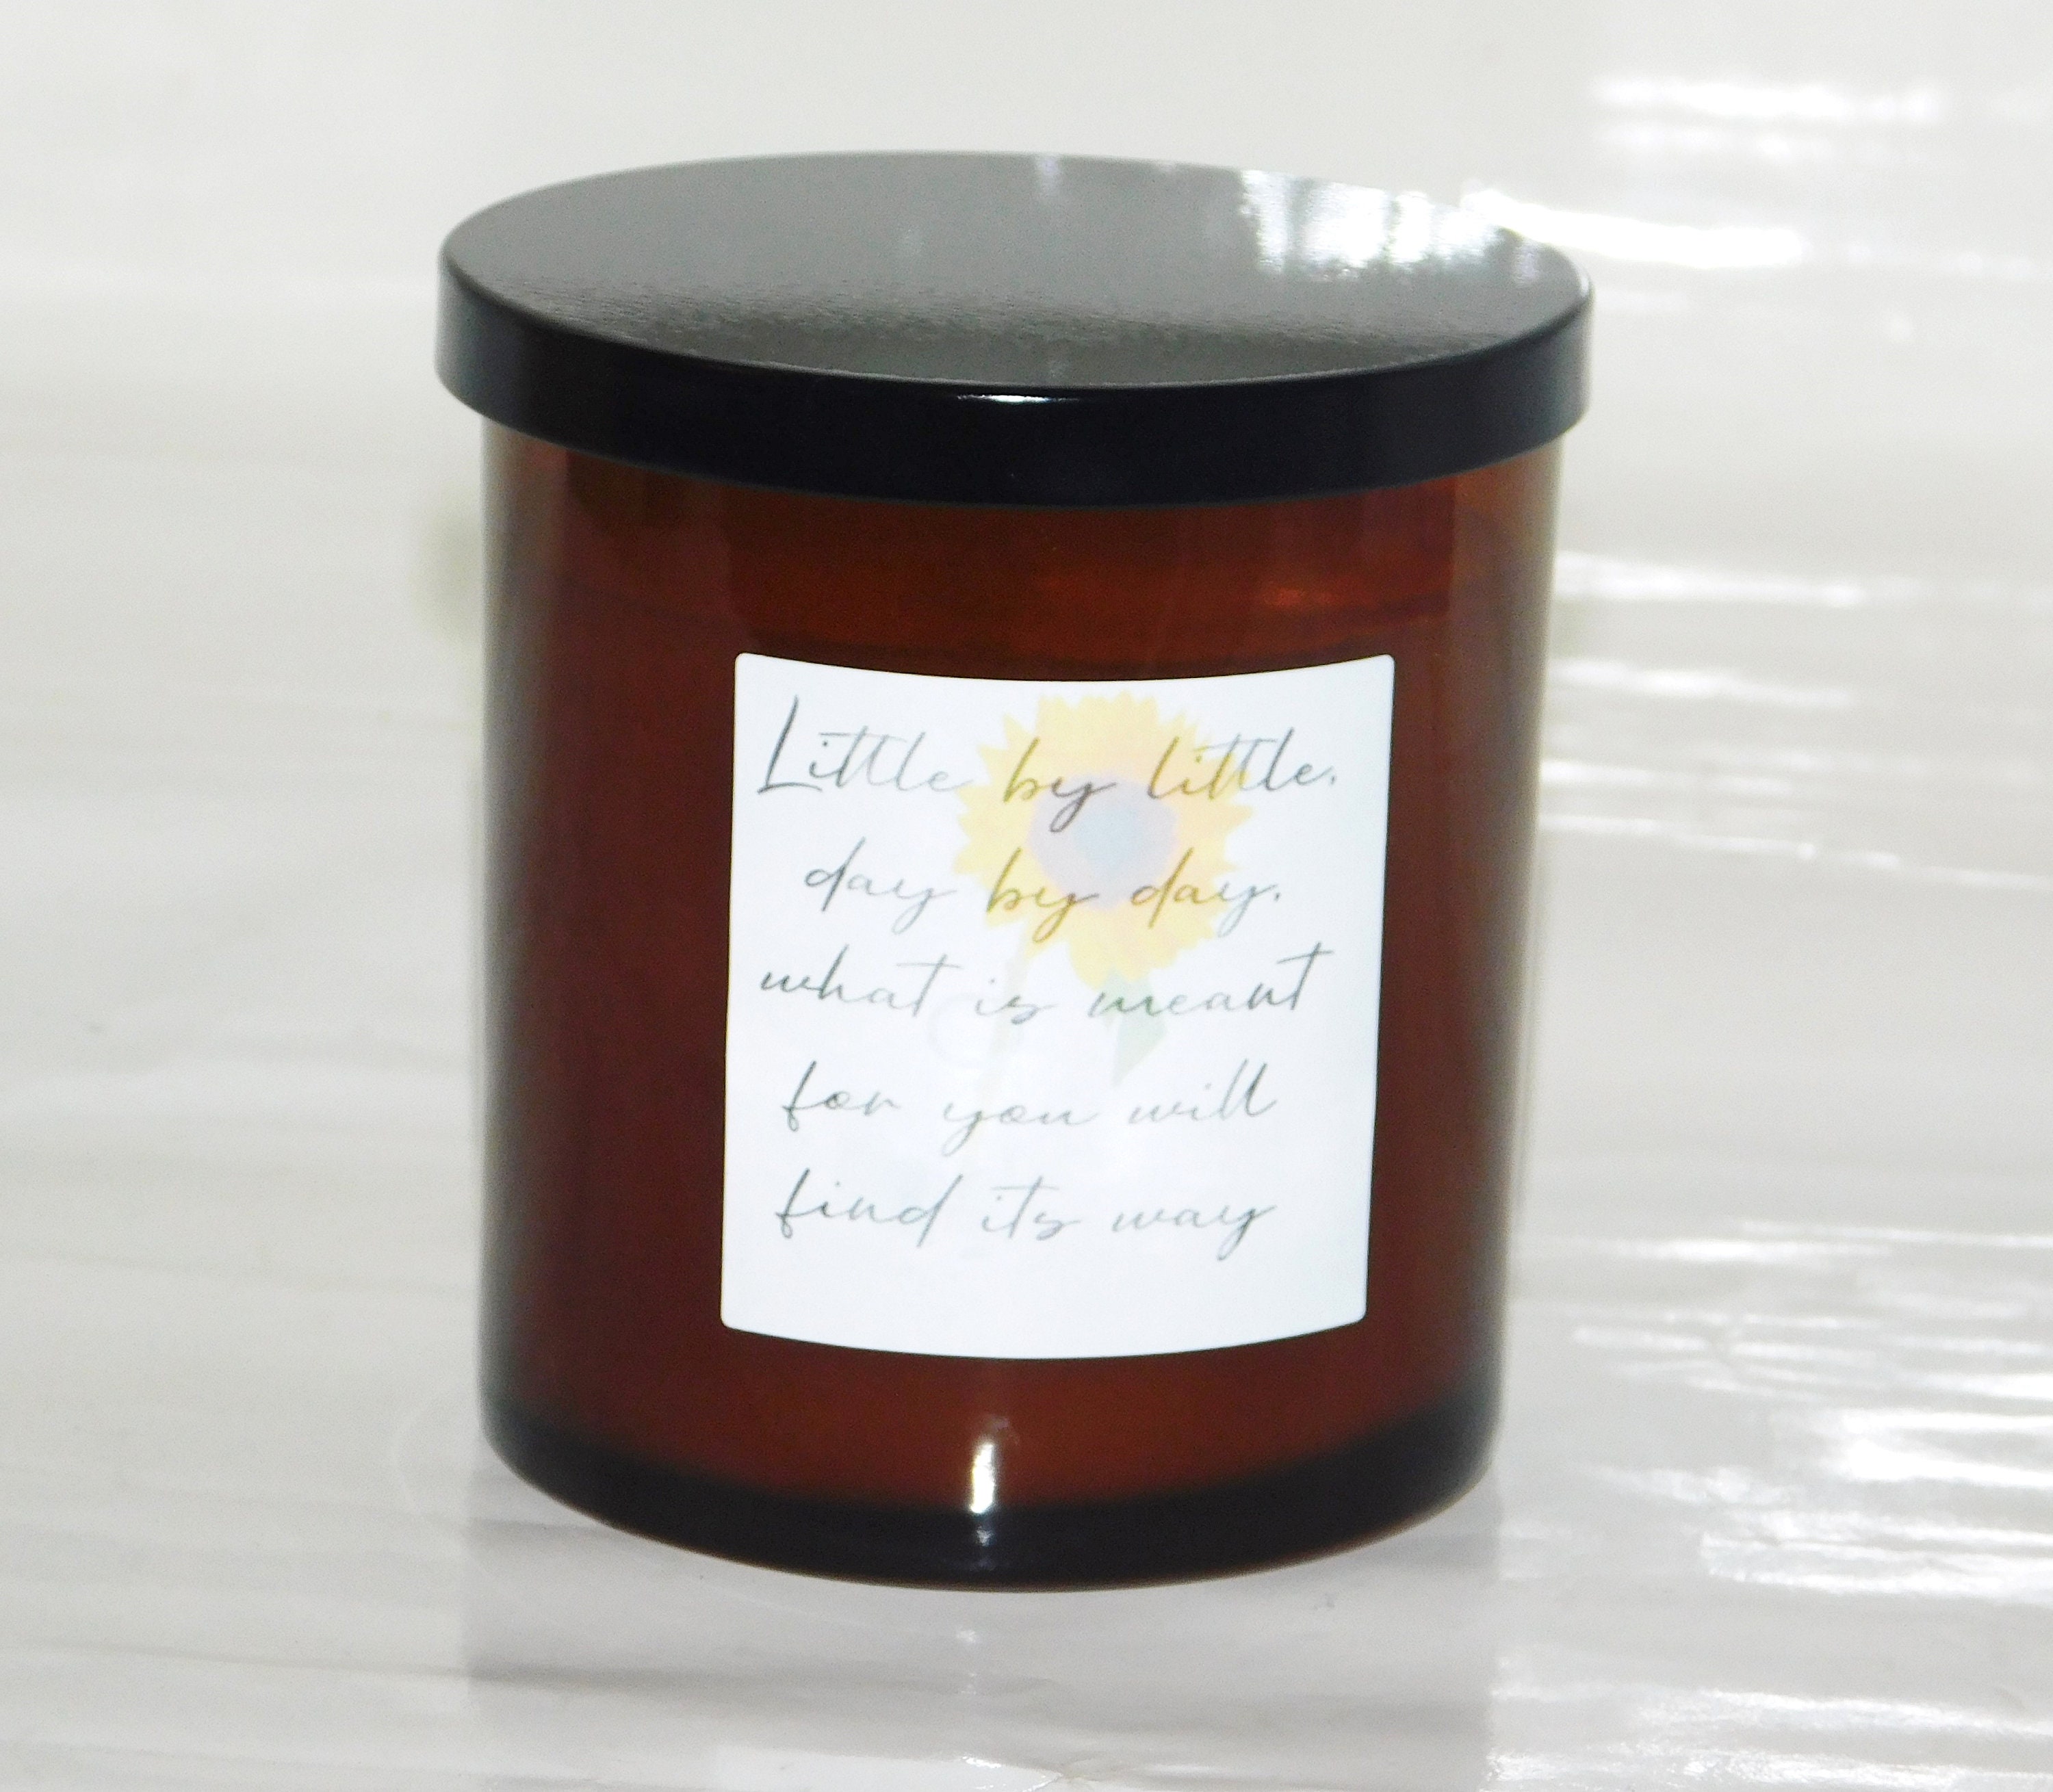 Little by little,
day by day,
what is meant
for you will
find its way